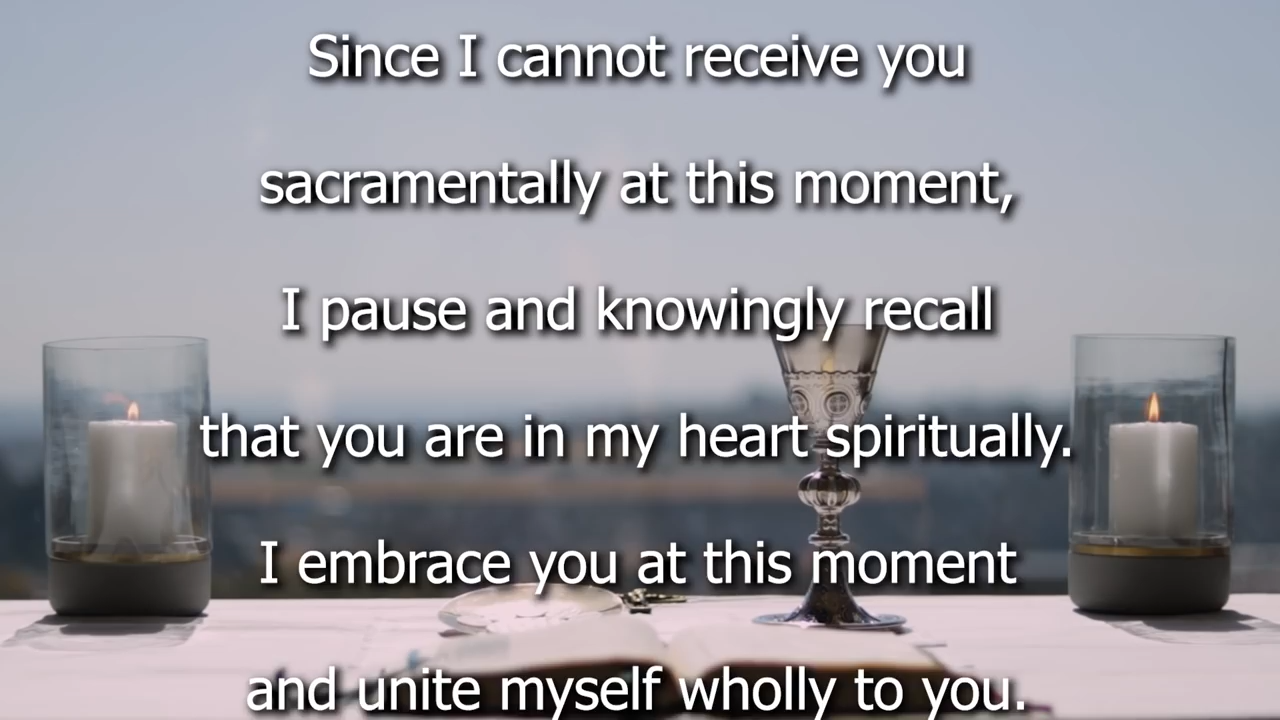 Since I cannot receive you
sacramentally at this moment,
I pause and knowingly recall
that you are in my heart spiritually.
I embrace you at this moment
and unite myself wholly to you.